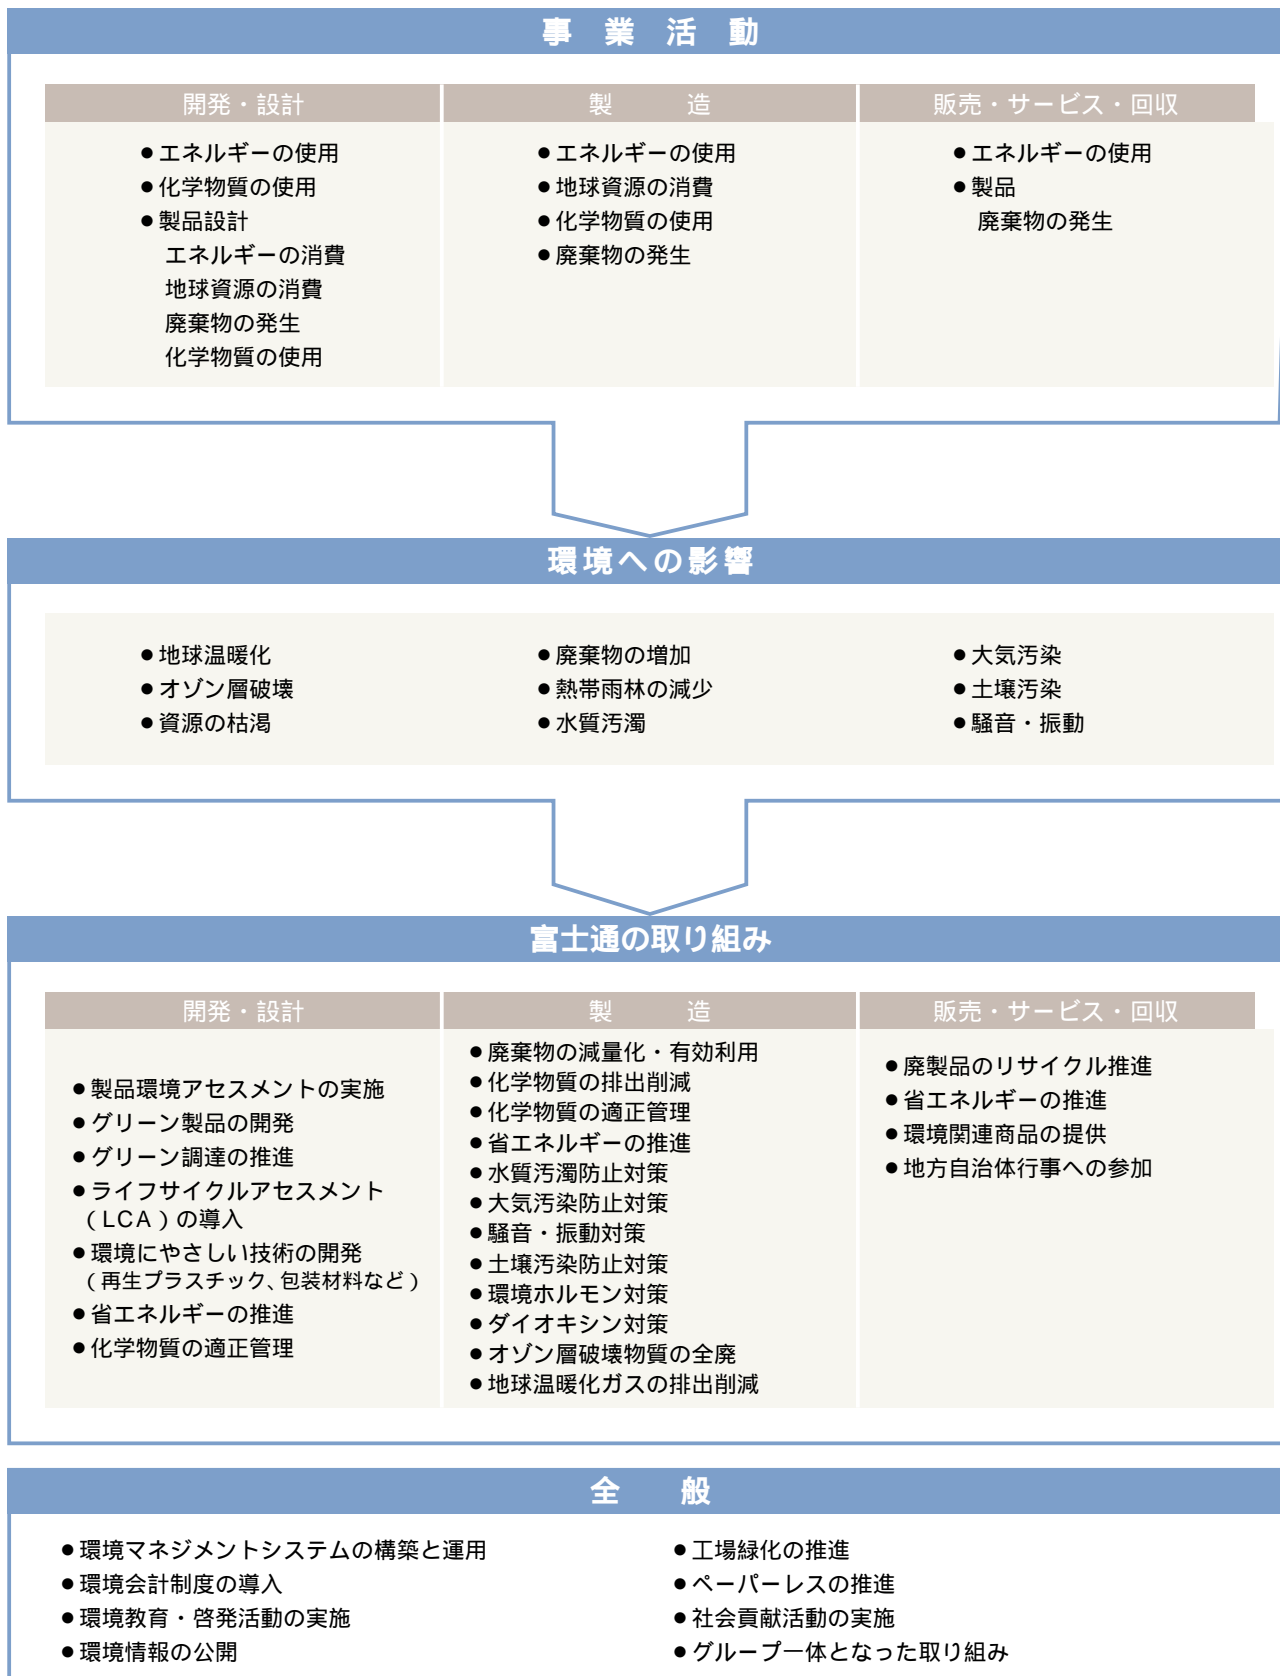 事業活動
開発・設計
●エネルギーの使用
●化学物質の使用
●製品設計
エネルギーの消費
地球資源の消費
廃棄物の発生
化学物質の使用
製造
●エネルギーの使用
●地球資源の消費
●化学物質の使用
●廃棄物の発生
販売・サービス・回収
●エネルギーの使用
●製品
廃棄物の発生
環境への影響
●地球温暖化
●オゾン層破壊
●資源の枯渇
●廃棄物の増加
●熱帯雨林の減少
●水質汚濁
●大気汚染
●土壌汚染
●騒音・振動
富士通の取り組み
開発・設計
●製品環境アセスメントの実施
●グリーン製品の開発
●グリーン調達の推進
●ライフサイクルアセスメント
(LCA)の導入
●環境にやさしい技術の開発
(再生プラスチック、包装材料など)
●省エネルギーの推進
●化学物質の適正管理
製造
●廃棄物の減量化・有効利用
●化学物質の排出削減
●化学物質の適正管理
●省エネルギーの推進
●水質汚濁防止対策
●大気汚染防止対策
●騒音・振動対策
●土壌汚染防止対策
●環境ホルモン対策
●ダイオキシン対策
●オゾン層破壊物質の全廃
●地球温暖化ガスの排出削減
販売・サービス・回収
●廃製品のリサイクル推進
●省エネルギーの推進
●環境関連商品の提供
●地方自治体行事への参加
全般
●環境マネジメントシステムの構築と運用
●環境会計制度の導入
●環境教育・啓発活動の実施
●環境情報の公開
●工場緑化の推進
●ペーパーレスの推進
●社会貢献活動の実施
●グループ一体となった取り組み